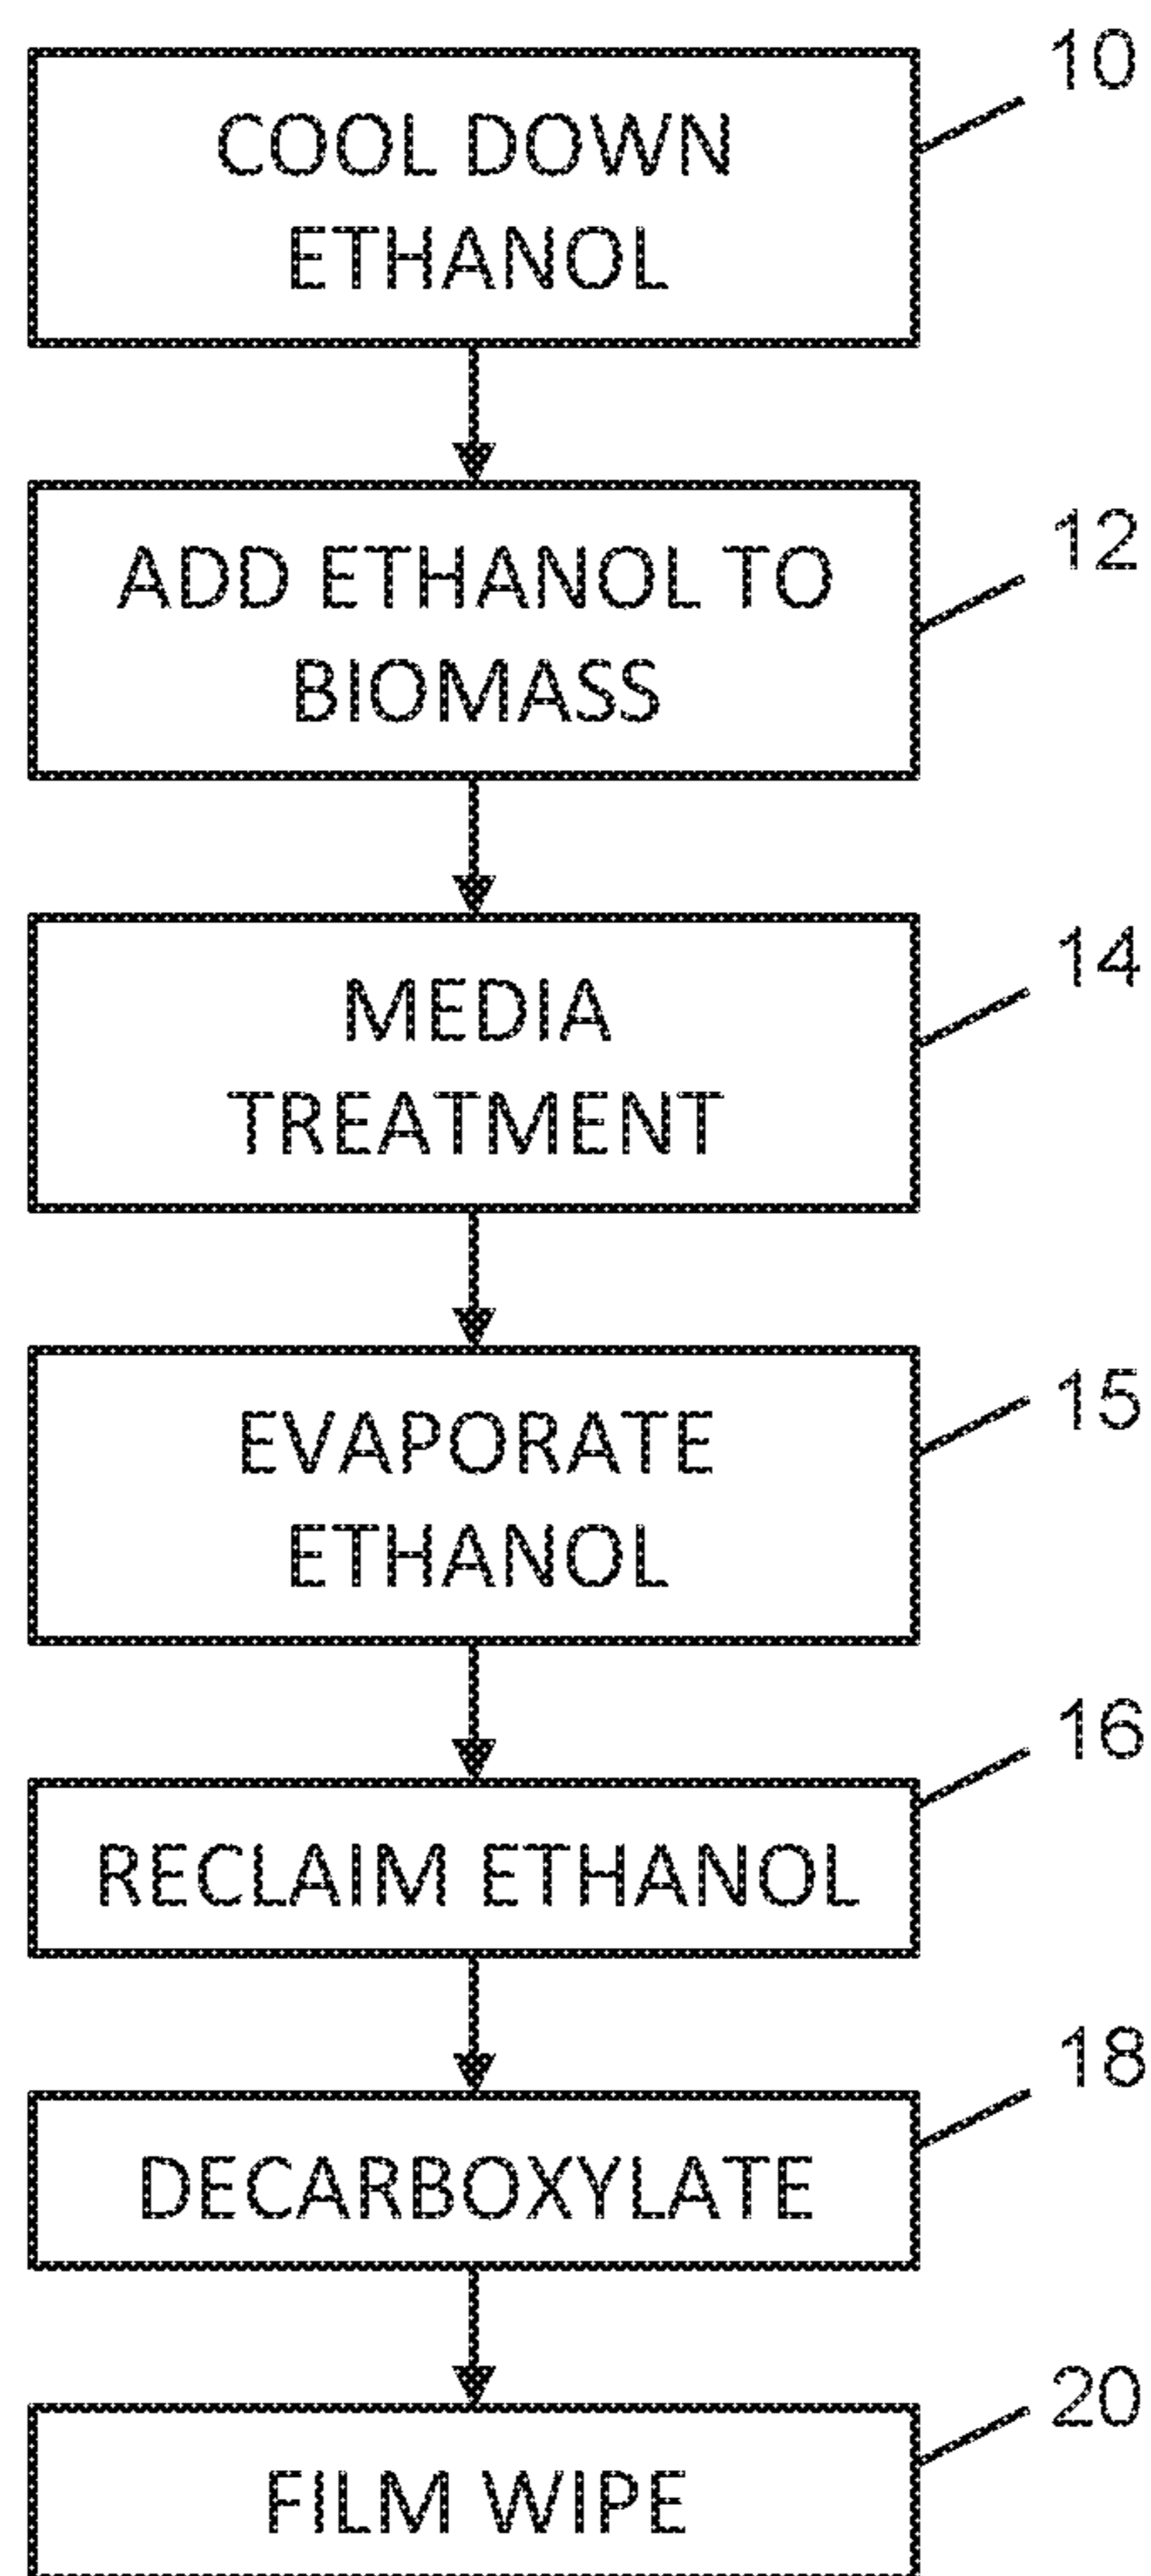 10
COOL DOWN
ETHANOL
12
ADD ETHANOL TO
BIOMASS
14
MEDIA
TREATMENT
15
EVAPORATE
ETHANOL
16
RECLAIM ETHANOL
18
DECARBOXYLATE
20
FILM WIPE